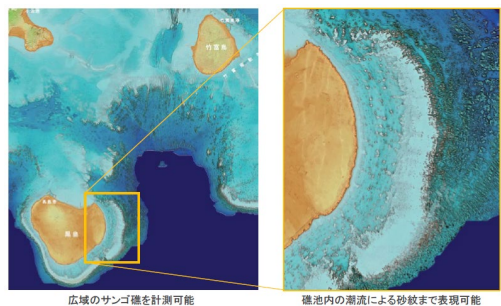 竹富島
黒島
広域のサンゴ礁を計測可能
礁池内の潮流による砂紋まで表現可能